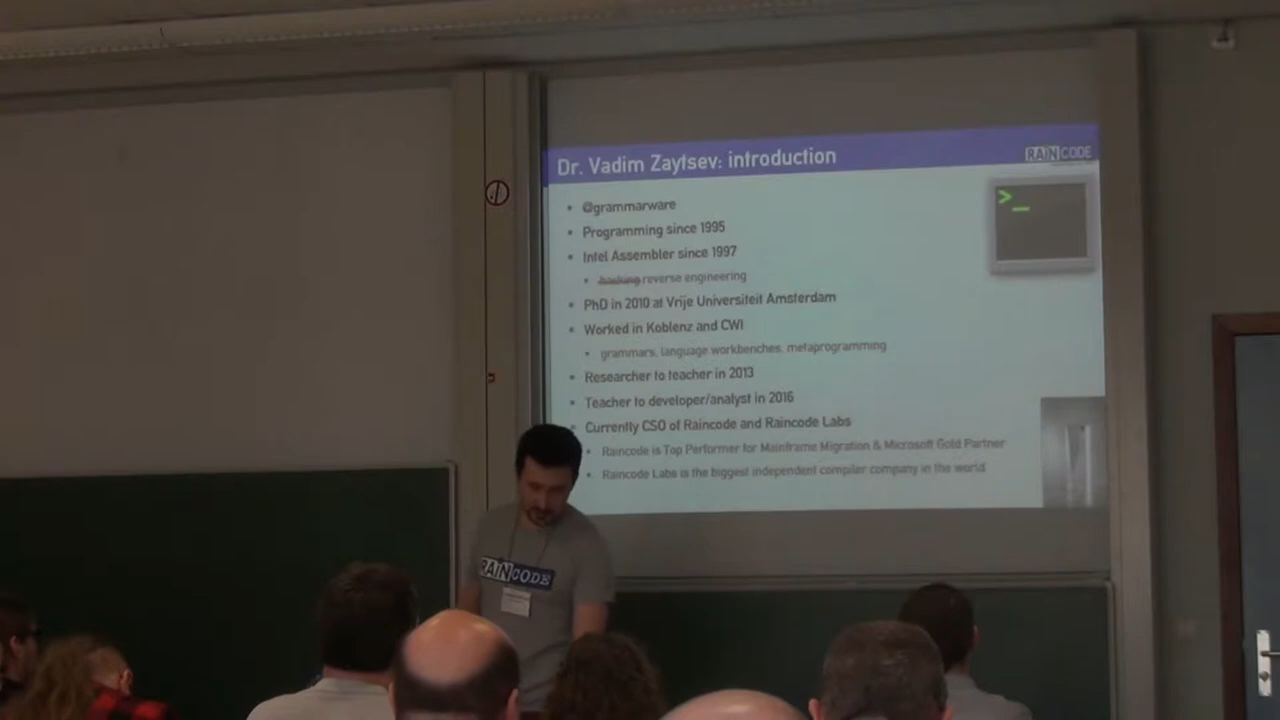 Dr. Vadim Zaytsev: introduction
RAINCODE
>_
• @grammarware
• Programming since 1995
• Intel Assembler since 1997
• hacking reverse engineering
• PhD in 2010 at Vrije Universiteit Amsterdam
• Worked in Koblenz and CWI
• grammars, language workbenches, metaprogramming
• Researcher to teacher in 2013
• Teacher to developer/analyst in 2016
• Currently CSO of Raincode and Raincode Labs
• Raincode is Top Performer for Mainframe Migration & Microsoft Gold Partner
• Raincode Labs is the biggest independent compiler company in the world
RAINCODE